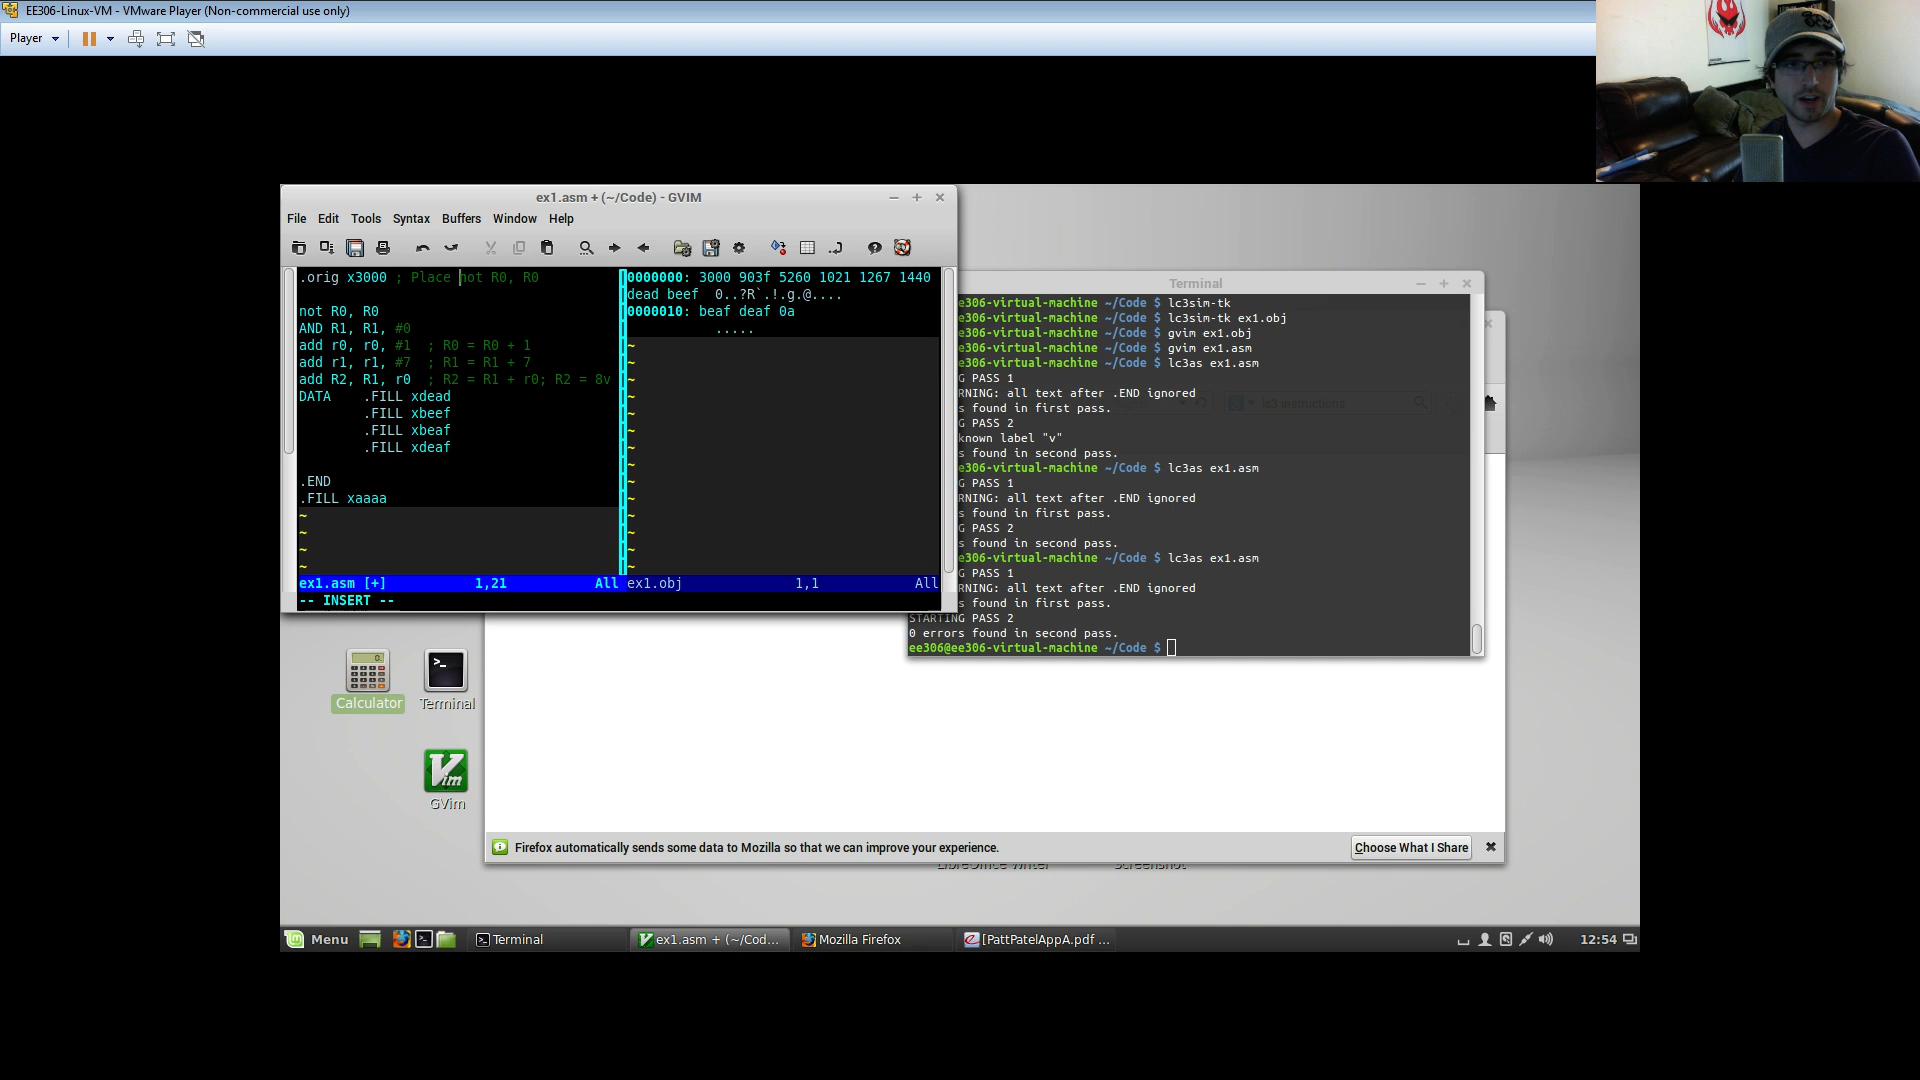 EE306-Linux-VM - VMware Player (Non-commercial use only)
Player
ex1.asm + (~/Code) - GVIM
File Edit Tools Syntax Buffers Window Help
.orig x3000 ; Place not R0, R0
not R0, R0
AND R1, R1, #0
add r0, r0, #1 ; R0 = R0 + 1
add r1, r1, #7 ; R1 = R1 + 7
add R2, R1, r0 ; R2 = R1 + r0; R2 = 8v
DATA .FILL xdead
.FILL xbeef
.FILL xbeaf
.FILL xdeaf
.END
.FILL xaaaa
~
~
~
~
ex1.asm [+] 1,21 All
-- INSERT --
0000000: 3000 903f 5260 1021 1267 1440
dead beef 0..?R`.!.g.@....
0000010: beaf deaf 0a
.....
~
~
~
~
~
~
~
~
~
~
~
~
~
~
ex1.obj 1,1 All
Terminal
e306-virtual-machine ~/Code $ lc3sim-tk
e306-virtual-machine ~/Code $ lc3sim-tk ex1.obj
e306-virtual-machine ~/Code $ gvim ex1.obj
e306-virtual-machine ~/Code $ gvim ex1.asm
e306-virtual-machine ~/Code $ lc3as ex1.asm
G PASS 1
RNING: all text after .END ignored
s found in first pass.
G PASS 2
known label "v"
s found in second pass.
e306-virtual-machine ~/Code $ lc3as ex1.asm
G PASS 1
RNING: all text after .END ignored
s found in first pass.
G PASS 2
s found in second pass.
e306-virtual-machine ~/Code $ lc3as ex1.asm
G PASS 1
RNING: all text after .END ignored
s found in first pass.
STARTING PASS 2
0 errors found in second pass.
ee306@ee306-virtual-machine ~/Code $
lc3 instructions
Calculator
Terminal
GVim
Firefox automatically sends some data to Mozilla so that we can improve your experience.
Choose What I Share
LibreOffice Writer
Screenshot
Menu
Terminal
ex1.asm + (~/Cod...
Mozilla Firefox
[PattPatelAppA.pdf ...
12:54